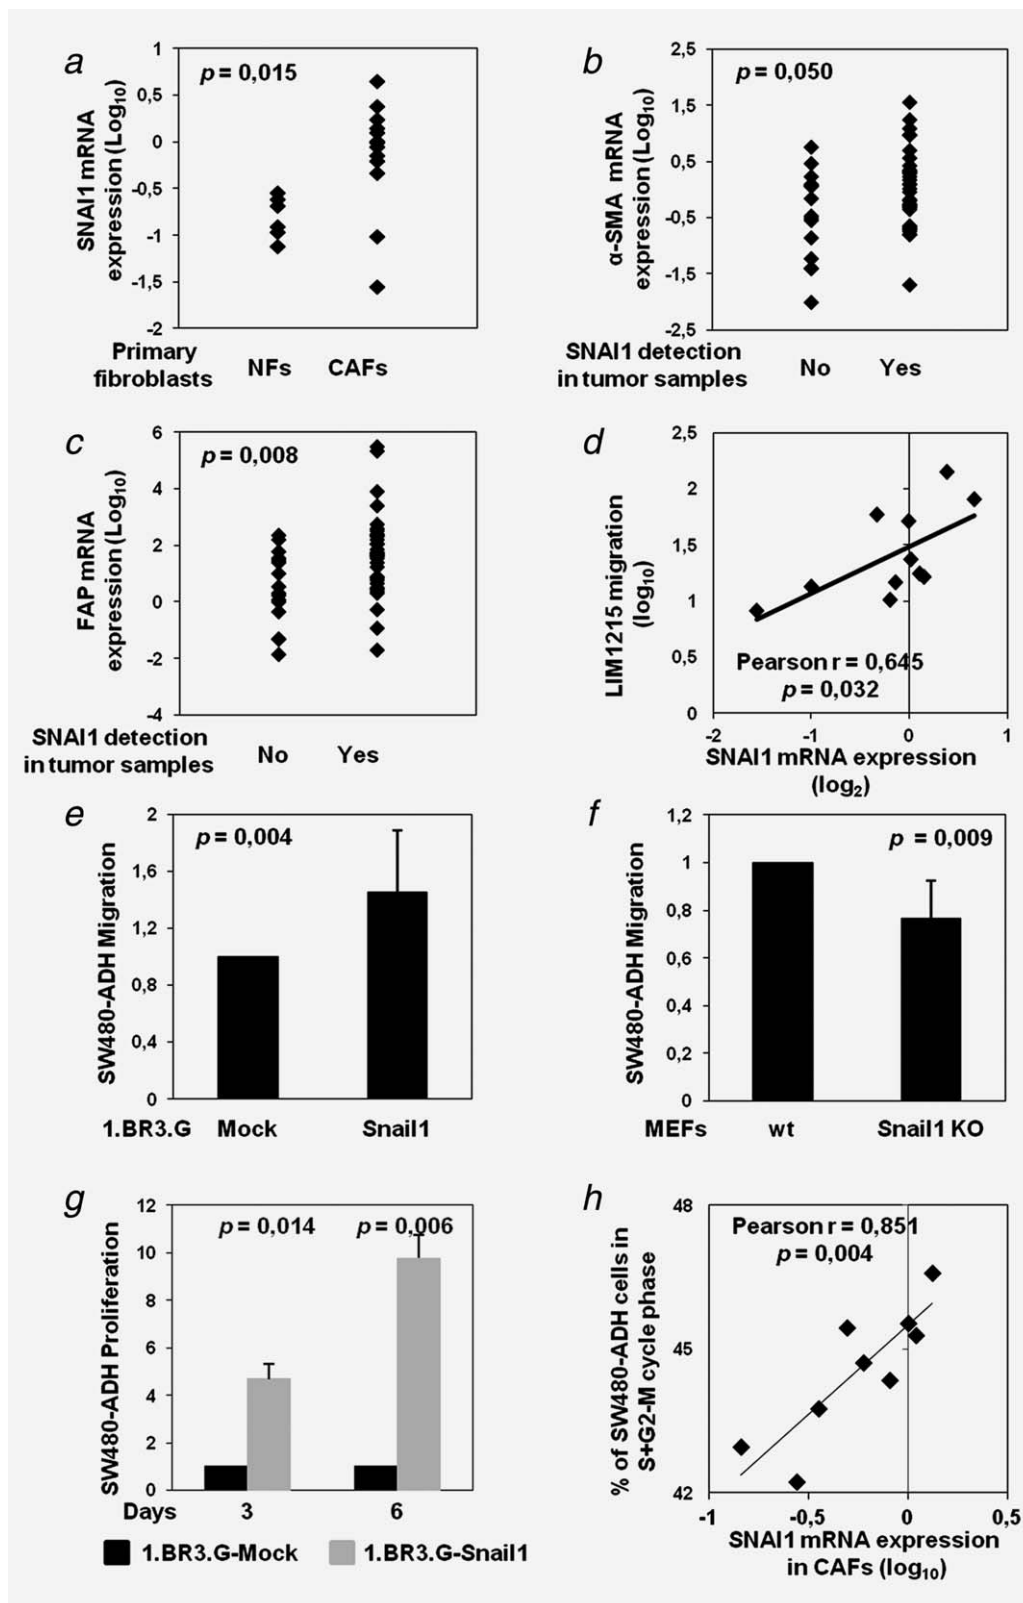 a
p = 0,015
SNAI1 mRNA
expression (Log10)
1
0,5
0
-0,5
-1
-1,5
-2
Primary
fibroblasts
NFs
CAFs
b
p = 0,050
α-SMA mRNA
expression (Log10)
2,5
1,5
0,5
-0,5
-1,5
-2,5
SNAI1 detection
in tumor samples
No
Yes
c
p = 0,008
FAP mRNA
expression (Log10)
6
4
2
0
-2
-4
SNAI1 detection
in tumor samples
No
Yes
d
LIM1215 migration
(log10)
2,5
2
1,5
1
0,5
0
Pearson r = 0,645
p = 0,032
-2
-1
0
1
SNAI1 mRNA expression
(log2)
e
p = 0,004
SW480-ADH Migration
2
1,6
1,2
0,8
0,4
0
1.BR3.G
Mock
Snail1
f
p = 0,009
SW480-ADH Migration
1,2
1
0,8
0,6
0,4
0,2
0
MEFs
wt
Snail1 KO
g
p = 0,014
p = 0,006
SW480-ADH Proliferation
12
10
8
6
4
2
0
Days
3
6
1.BR3.G-Mock
1.BR3.G-Snail1
h
Pearson r = 0,851
p = 0,004
% of SW480-ADH cells in
S+G2-M cycle phase
48
45
42
-1
-0,5
0
0,5
SNAI1 mRNA expression
in CAFs (log10)